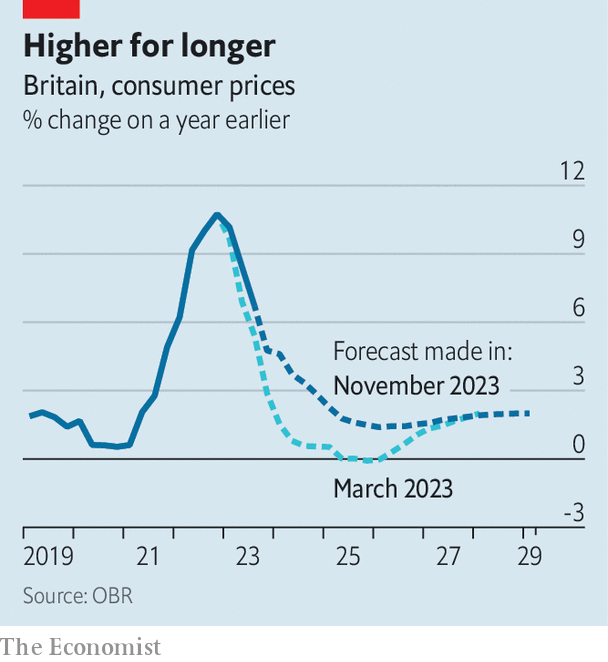 Higher for longer
Britain, consumer prices
% change on a year earlier
12
9
6
Forecast made in:
3
November 2023
0
March 2023
-3
2019 21 23 25 27 29
Source: OBR
The Economist